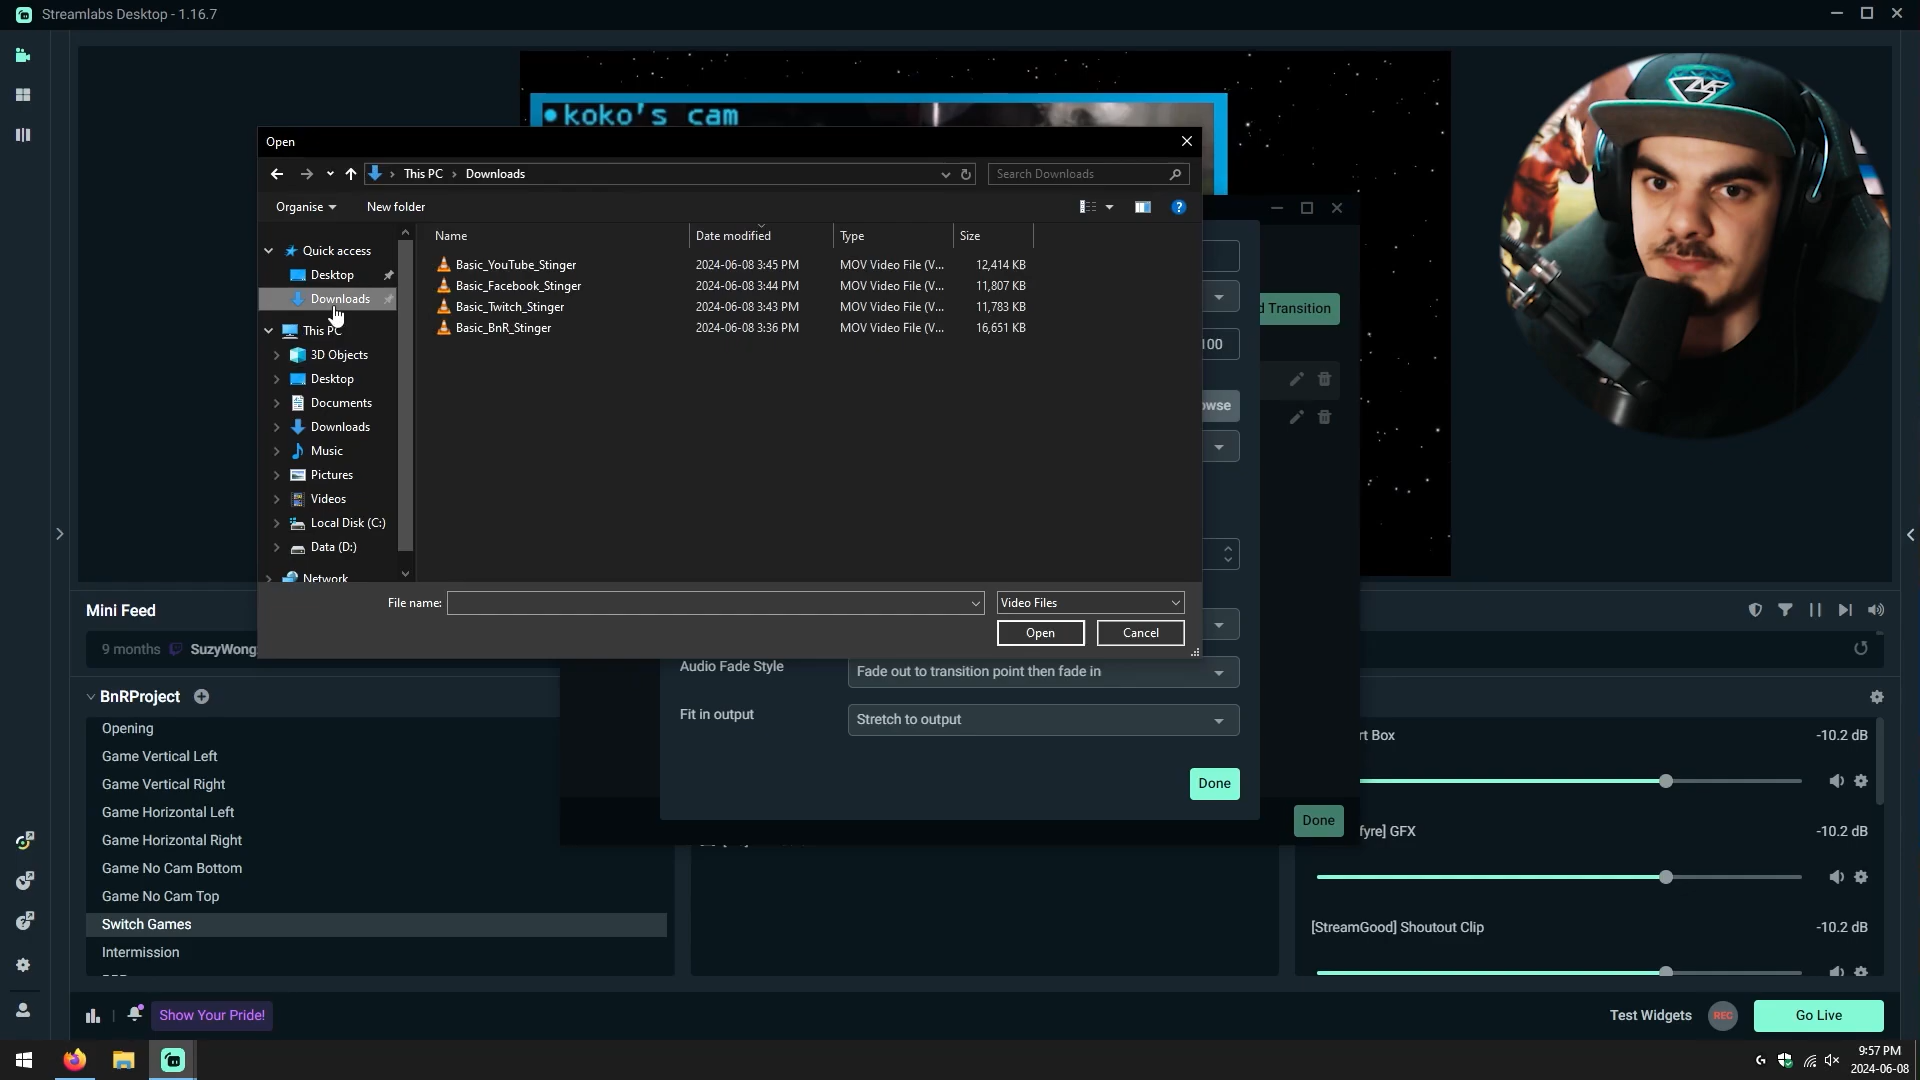 Streamlabs Desktop - 1.16.7
•koko's cam
Open
This PC > Downloads
Search Downloads
Organise
New folder
Name
Date modified
Type
Size
Quick access
Desktop
Downloads
This PC
3D Objects
Desktop
Documents
Downloads
Music
Pictures
Videos
Local Disk (C:)
Data (D:)
Network
Basic_YouTube_Stinger 2024-06-08 3:45 PM MOV Video File (V... 12,414 KB
Basic_Facebook_Stinger 2024-06-08 3:44 PM MOV Video File (V... 11,807 KB
Basic_Twitch_Stinger 2024-06-08 3:43 PM MOV Video File (V... 11,783 KB
Basic_BnR_Stinger 2024-06-08 3:36 PM MOV Video File (V... 16,651 KB
File name:
Video Files
Open
Cancel
d Transition
100
owse
Audio Fade Style
Fade out to transition point then fade in
Fit in output
Stretch to output
Done
Done
Mini Feed
9 months SuzyWong
BnRProject
Opening
Game Vertical Left
Game Vertical Right
Game Horizontal Left
Game Horizontal Right
Game No Cam Bottom
Game No Cam Top
Switch Games
Intermission
rt Box -10.2 dB
fyre] GFX -10.2 dB
[StreamGood] Shoutout Clip -10.2 dB
Show Your Pride!
Test Widgets
REC
Go Live
9:57 PM
2024-06-08